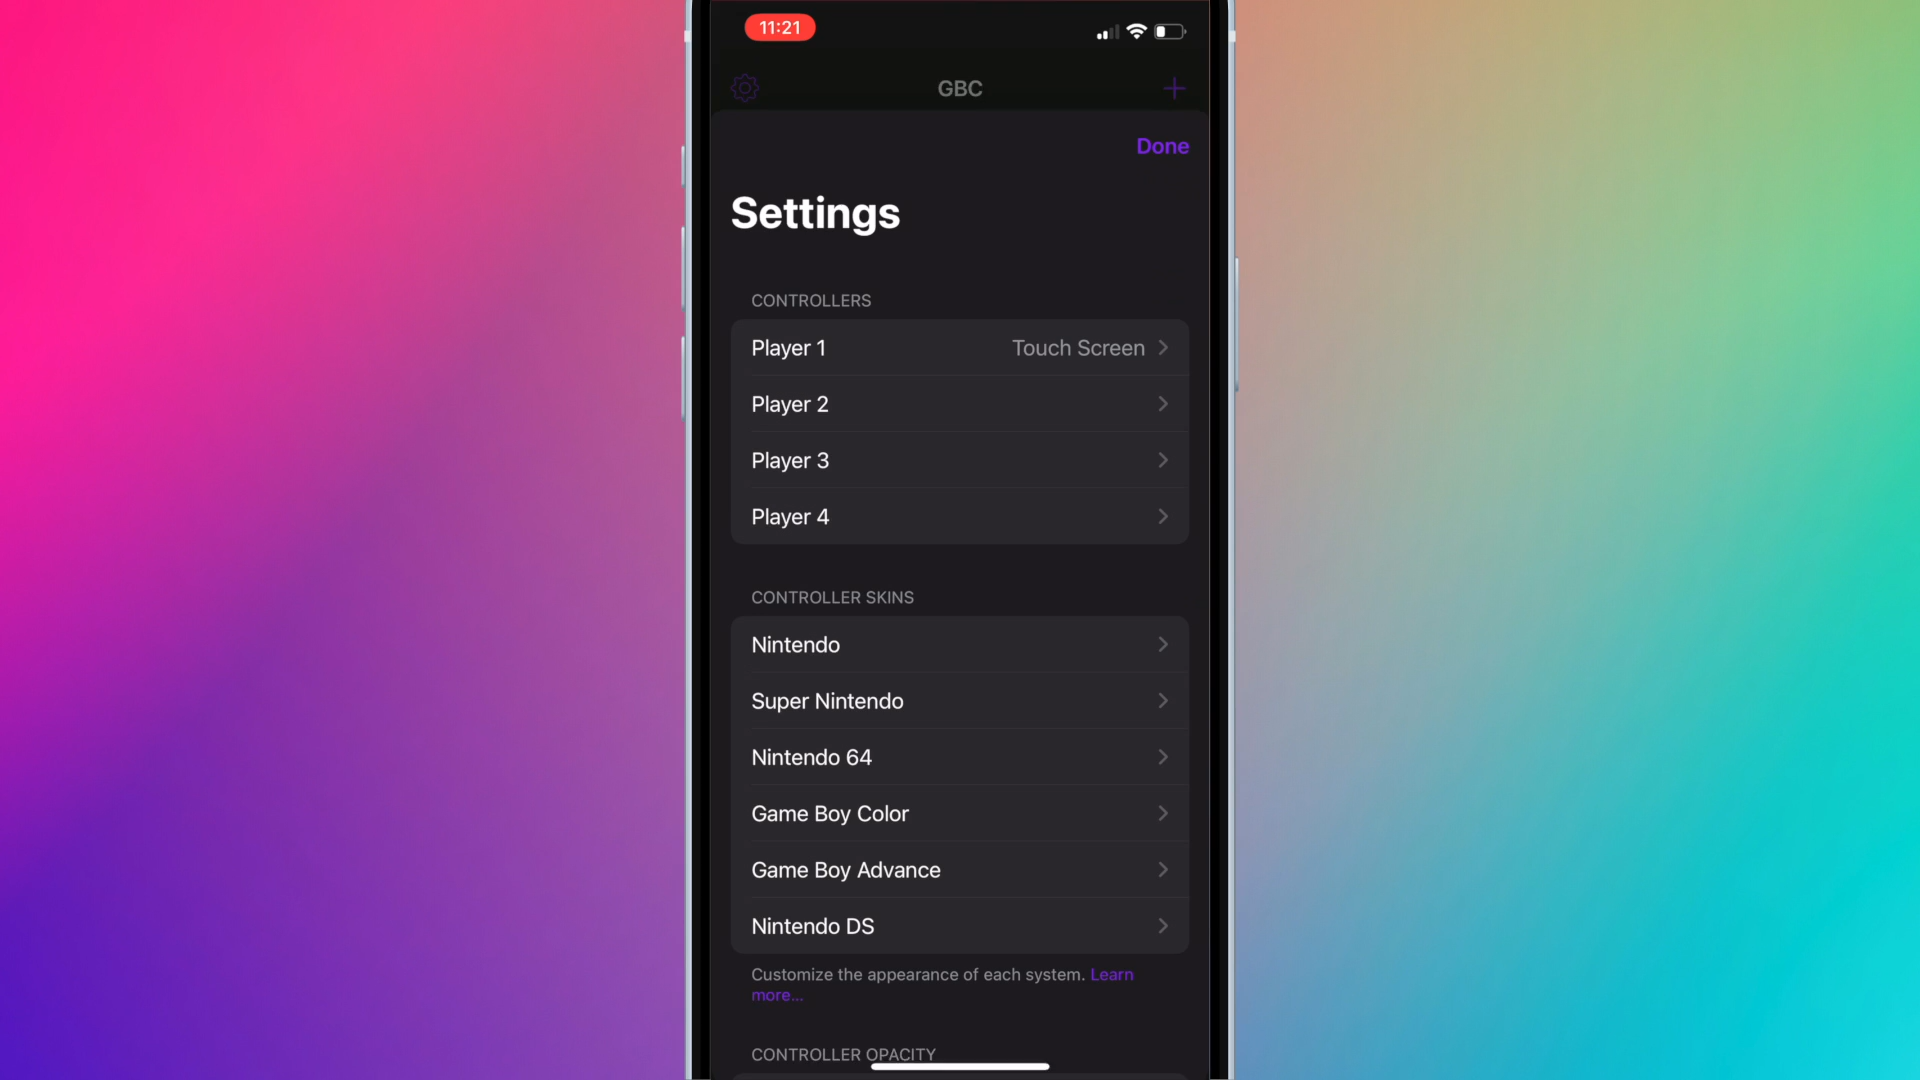 11:21
GBC
Done
Settings
CONTROLLERS
Player 1 Touch Screen
Player 2
Player 3
Player 4
CONTROLLER SKINS
Nintendo
Super Nintendo
Nintendo 64
Game Boy Color
Game Boy Advance
Nintendo DS
Customize the appearance of each system. Learn
more...
CONTROLLER OPACITY